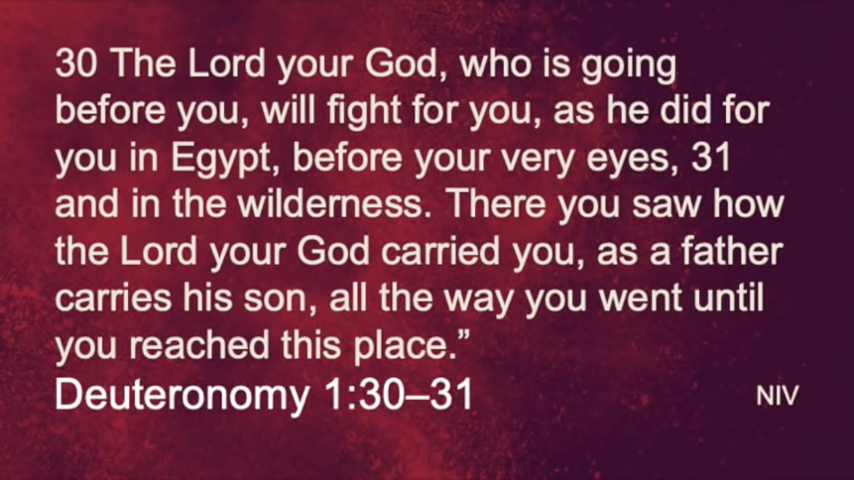 30 The Lord your God, who is going
before you, will fight for you, as he did for
you in Egypt, before your very eyes, 31
and in the wilderness. There you saw how
the Lord your God carried you, as a father
carries his son, all the way you went until
you reached this place.”
Deuteronomy 1:30–31
NIV